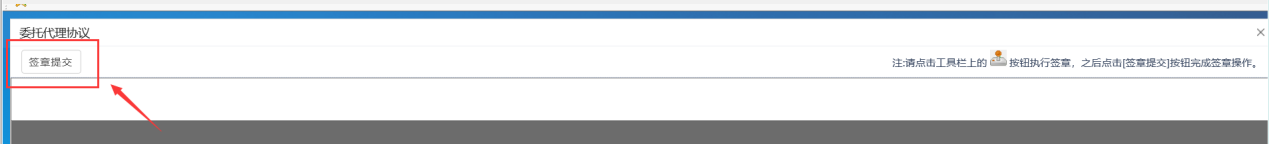 委托代理协议
×
签章提交
注:请点击工具栏上的 按钮执行签章，之后点击[签章提交]按钮完成签章操作。